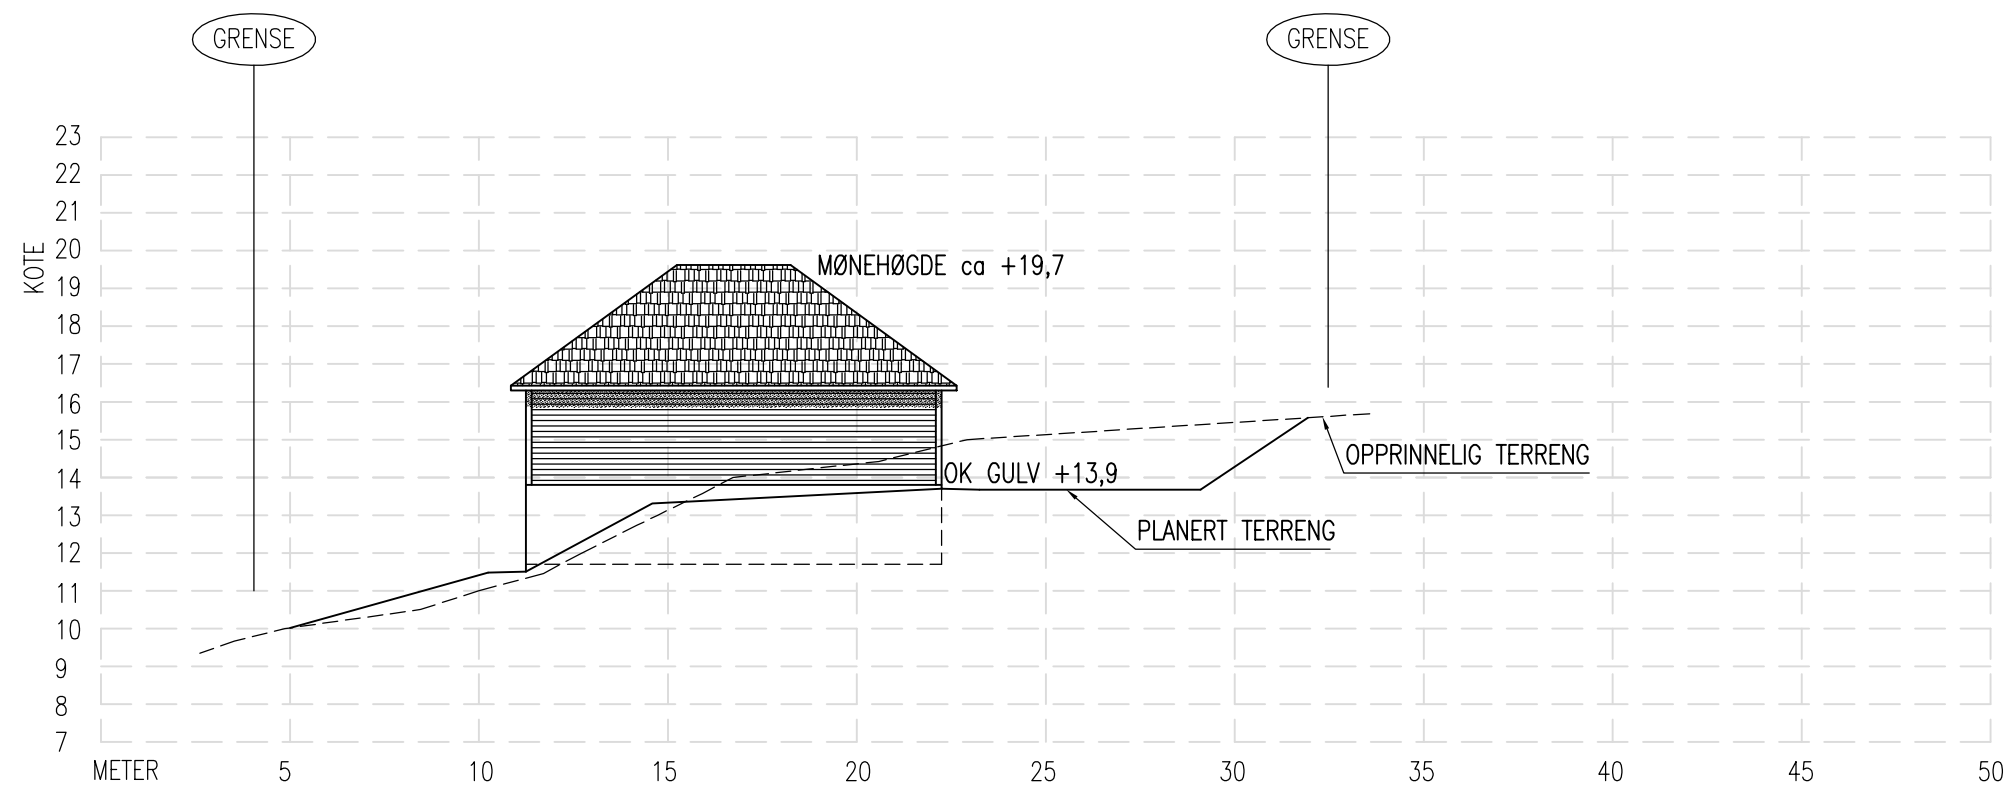 GRENSE
GRENSE
KOTE
23
22
21
20
19
18
17
16
15
14
13
12
11
10
9
8
7
MØNEHØGDE ca +19,7
OK GULV +13,9
OPPRINNELIG TERRENG
PLANERT TERRENG
METER 5 10 15 20 25 30 35 40 45 50